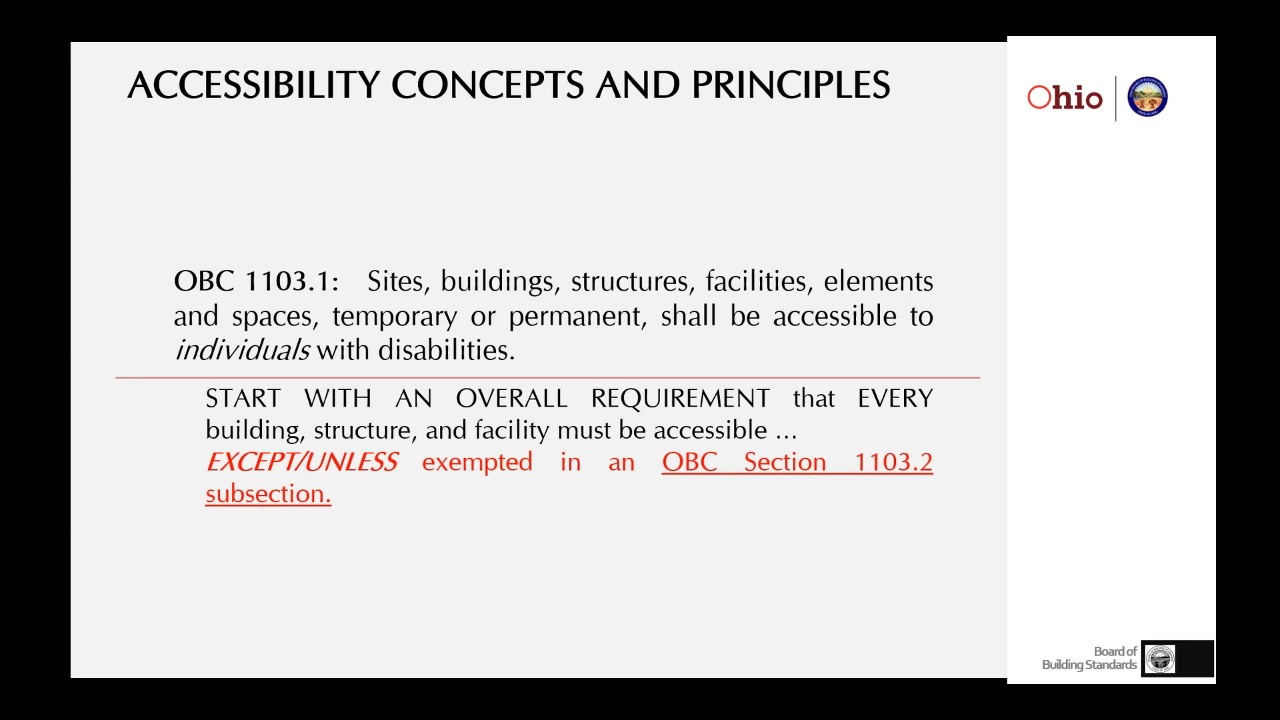 ACCESSIBILITY CONCEPTS AND PRINCIPLES
Ohio
OBC 1103.1: Sites, buildings, structures, facilities, elements
and spaces, temporary or permanent, shall be accessible to
individuals with disabilities.
START WITH AN OVERALL REQUIREMENT that EVERY
building, structure, and facility must be accessible ...
EXCEPT/UNLESS exempted in an OBC Section 1103.2
subsection.
Board of
Building Standards